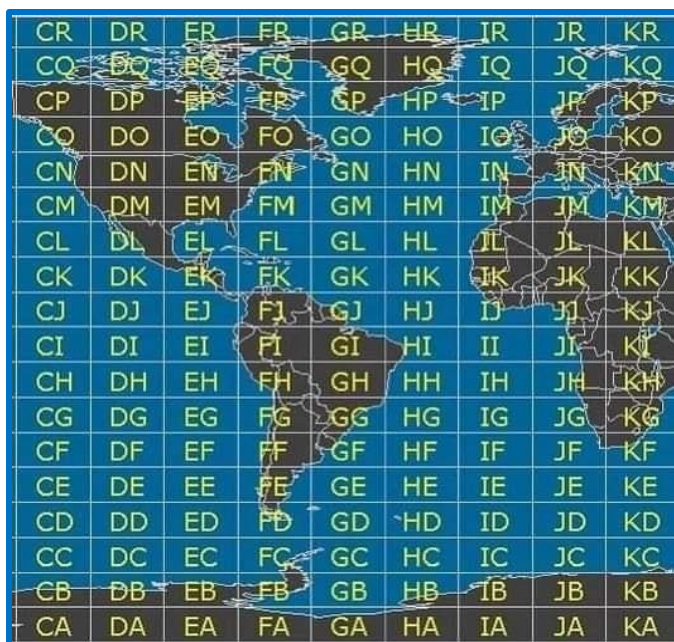 CR DR ER FR GR HR IR JR KR
CQ DQ EQ FQ GQ HQ IQ JQ KQ
CP DP EP FP GP HP IP JP KP
CO DO EO FO GO HO IO JO KO
CN DN EN FN GN HN IN JN KN
CM DM EM FM GM HM IM JM KM
CL DL EL FL GL HL IL JL KL
CK DK EK FK GK HK IK JK KK
CJ DJ EJ FJ GJ HJ IJ JJ KJ
CI DI EI FI GI HI II JI KI
CH DH EH FH GH HH IH JH KH
CG DG EG FG GG HG IG JG KG
CF DF EF FF GF HF IF JF KF
CE DE EE FE GE HE IE JE KE
CD DD ED FD GD HD ID JD KD
CC DC EC FC GC HC IC JC KC
CB DB EB FB GB HB IB JB KB
CA DA EA FA GA HA IA JA KA